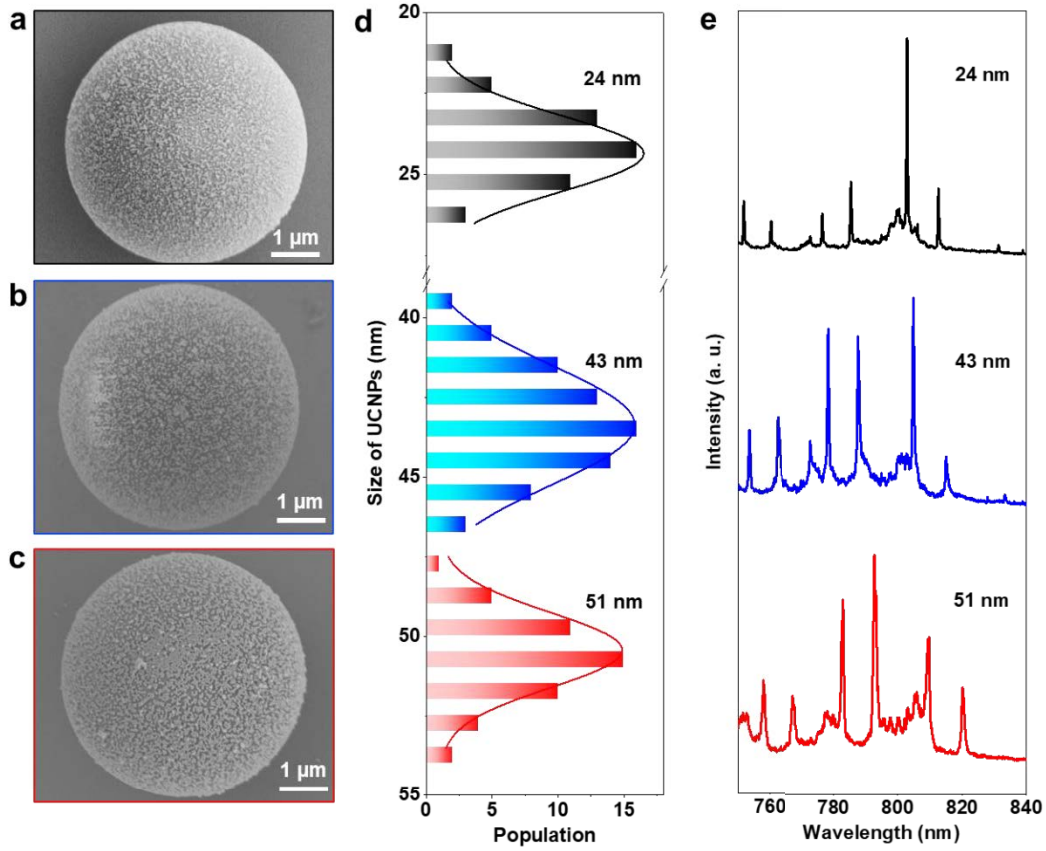 a
1 μm
b
1 μm
c
1 μm
d
20
25
40
45
50
55
Size of UCNPs (nm)
24 nm
43 nm
51 nm
0 5 10 15
Population
e
24 nm
43 nm
51 nm
Intensity (a. u.)
760 780 800 820 840
Wavelength (nm)